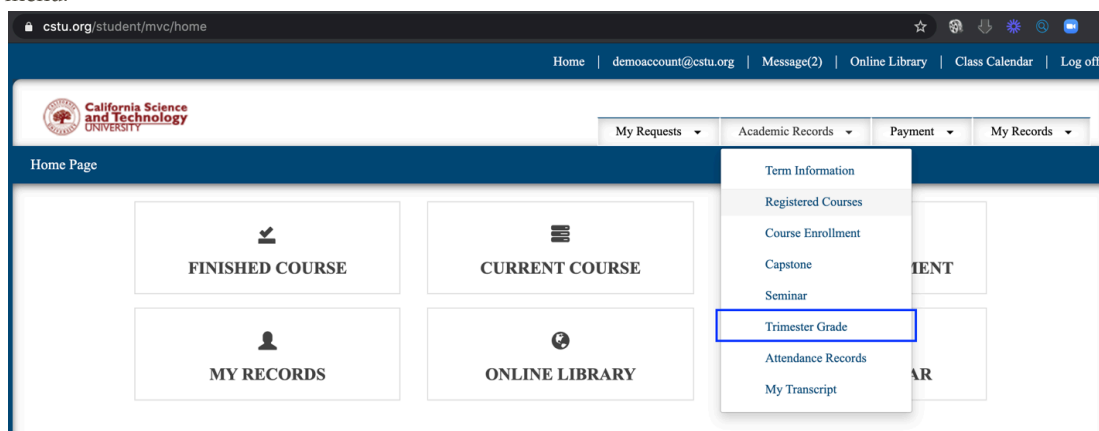 cstu.org/student/mvc/home
Home | demoaccount@cstu.org | Message(2) | Online Library | Class Calendar | Log off
California Science
and Technology
UNIVERSITY
My Requests Academic Records Payment My Records
Home Page
Term Information
Registered Courses
Course Enrollment
Capstone
Seminar
Trimester Grade
Attendance Records
My Transcript
FINISHED COURSE
CURRENT COURSE
MENT
MY RECORDS
ONLINE LIBRARY
AR